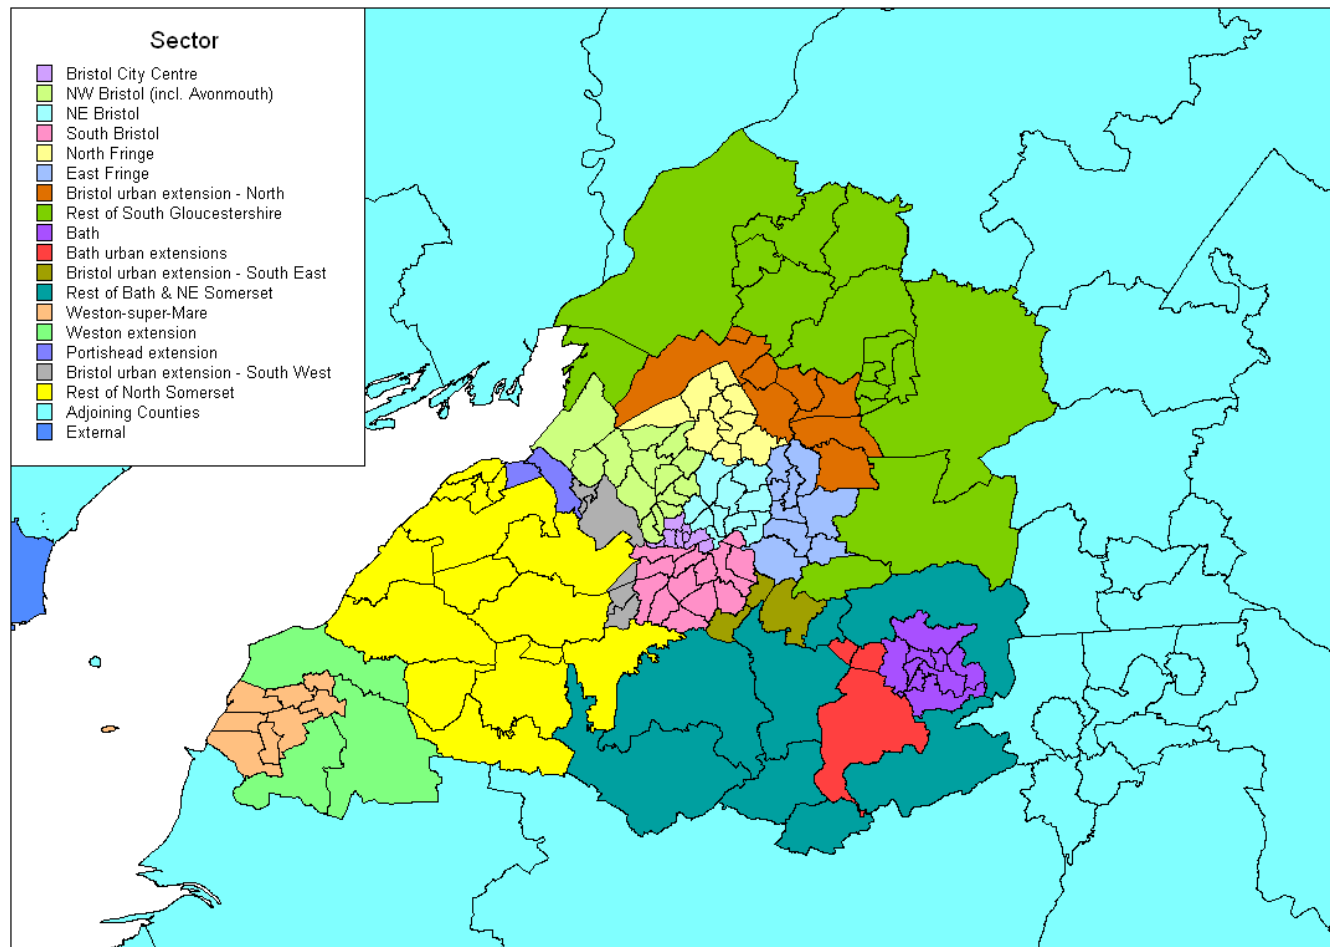 Sector
Bristol City Centre
NW Bristol (incl. Avonmouth)
NE Bristol
South Bristol
North Fringe
East Fringe
Bristol urban extension - North
Rest of South Gloucestershire
Bath
Bath urban extensions
Bristol urban extension - South East
Rest of Bath & NE Somerset
Weston-super-Mare
Weston extension
Portishead extension
Bristol urban extension - South West
Rest of North Somerset
Adjoining Counties
External